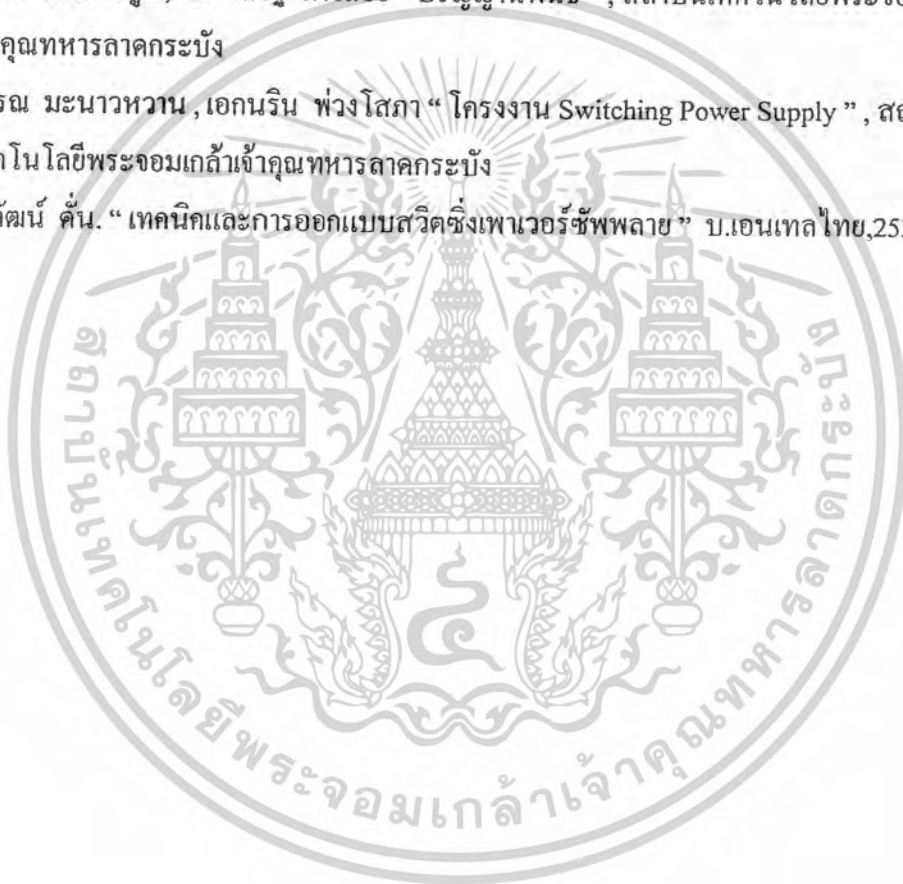 คุณทหารลาดกระบัง
มะนาวหวาน , เอกนริน พ่วงโสภา “ โครงงาน Switching Power Supply ” ,
โนโลยีพระจอมเกล้าเจ้าคุณทหารลาดกระบัง
คั่น. “ เทคนิคและการออกแบบสวิตซิ่งเพาเวอร์ซัพพลาย ” บ.เอนเทลไทย,
สถาบันเทคโนโลยีพระจอมเกล้าเจ้าคุณทหารลาดกระบัง